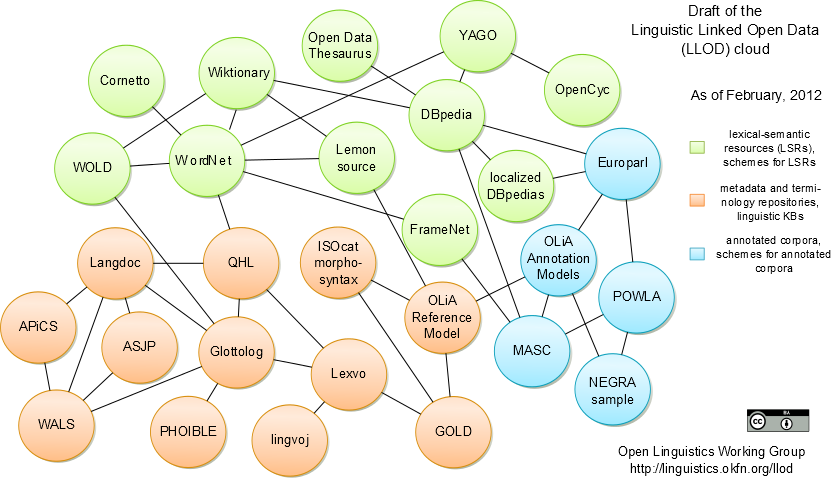 Draft of the
Linguistic Linked Open Data
(LLOD) cloud
As of February, 2012
lexical-semantic
resources (LSRs),
schemes for LSRs
metadata and termi-
nology repositories,
linguistic KBs
annotated corpora,
schemes for annotated
corpora
Open Data
Thesaurus
YAGO
Cornetto
Wiktionary
OpenCyc
DBpedia
WOLD
WordNet
Lemon
source
Europarl
localized
DBpedias
FrameNet
Langdoc
QHL
ISOcat
morpho-
syntax
OLiA
Annotation
Models
OLiA
Reference
Model
POWLA
APiCS
ASJP
Glottolog
Lexvo
MASC
NEGRA
sample
WALS
PHOIBLE
lingvoj
GOLD
cc
BA
Open Linguistics Working Group
http://linguistics.okfn.org/llod